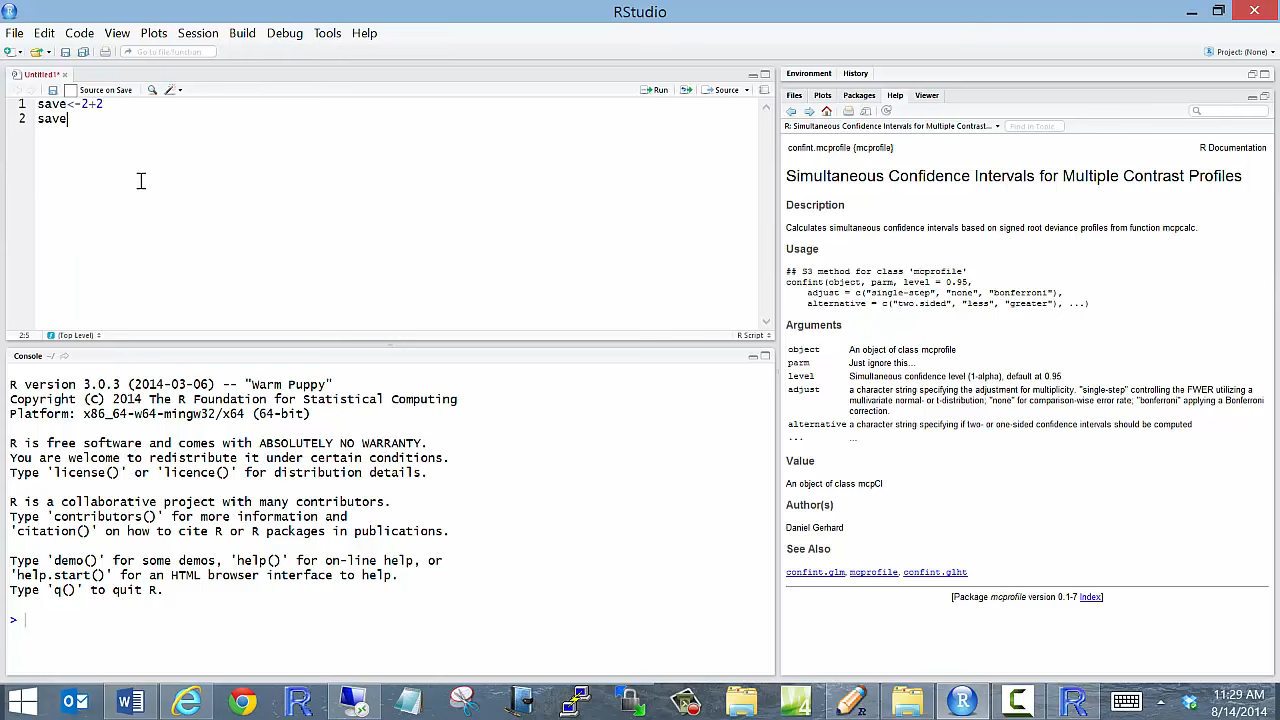 RStudio
File Edit Code View Plots Session Build Debug Tools Help
Go to file/function
Project: (None)
Untitled1*
Source on Save
Run
Source
1 save<-2+2
2 save
2:5
(Top Level)
R Script
Console ~/
R version 3.0.3 (2014-03-06) -- "Warm Puppy"
Copyright (C) 2014 The R Foundation for Statistical Computing
Platform: x86_64-w64-mingw32/x64 (64-bit)
R is free software and comes with ABSOLUTELY NO WARRANTY.
You are welcome to redistribute it under certain conditions.
Type 'license()' or 'licence()' for distribution details.
R is a collaborative project with many contributors.
Type 'contributors()' for more information and
'citation()' on how to cite R or R packages in publications.
Type 'demo()' for some demos, 'help()' for on-line help, or
'help.start()' for an HTML browser interface to help.
Type 'q()' to quit R.
>
Environment History
Files Plots Packages Help Viewer
R: Simultaneous Confidence Intervals for Multiple Contrast...
Find in Topic
confint.mcprofile {mcprofile}
R Documentation
Simultaneous Confidence Intervals for Multiple Contrast Profiles
Description
Calculates simultaneous confidence intervals based on signed root deviance profiles from function mcpcalc.
Usage
## S3 method for class 'mcprofile'
confint(object, parm, level = 0.95,
adjust = c("single-step", "none", "bonferroni"),
alternative = c("two.sided", "less", "greater"), ...)
Arguments
object An object of class mcprofile
parm Just ignore this...
level Simultaneous confidence level (1-alpha), default at 0.95
adjust a character string specifying the adjustment for multiplicity. "single-step" controlling the FWER utilizing a
multivariate normal- or t-distribution; "none" for comparison-wise error rate; "bonferroni" applying a Bonferroni
correction.
alternative a character string specifying if two- or one-sided confidence intervals should be computed
... ...
Value
An object of class mcpCI
Author(s)
Daniel Gerhard
See Also
confint.glm, mcprofile, confint.glht
[Package mcprofile version 0.1-7 Index]
11:29 AM
8/14/2014